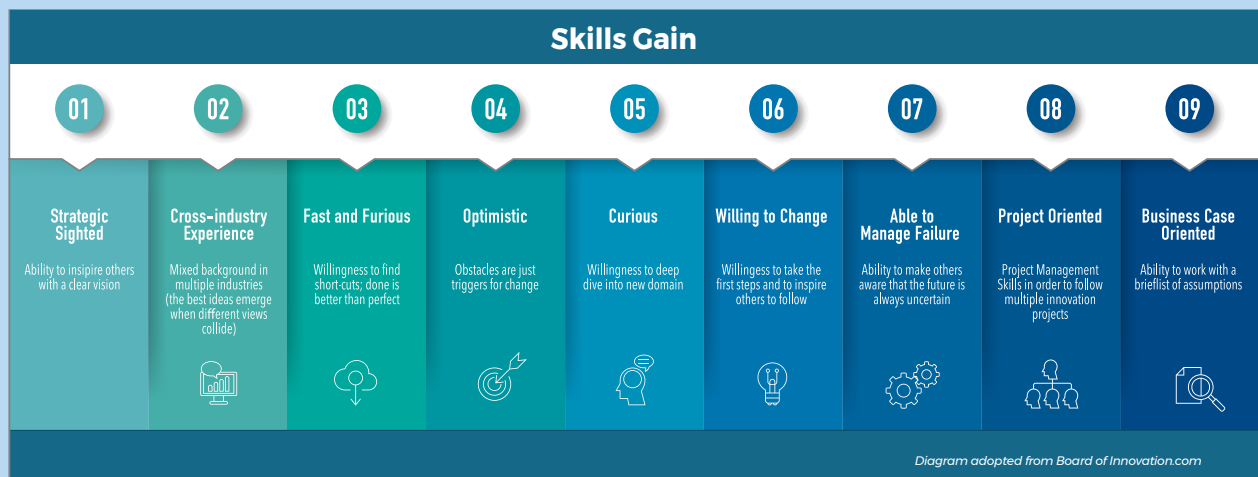 Skills Gain
01
Strategic
Sighted
Ability to insipire others
with a clear vision
02
Cross-industry
Experience
Mixed background in
multiple industries
(the best ideas emerge
when different views
collide)
03
Fast and Furious
Willingness to find
short-cuts; done is
better than perfect
04
Optimistic
Obstacles are just
triggers for change
05
Curious
Willingness to deep
dive into new domain
06
Willing to Change
Willingess to take the
first steps and to inspire
others to follow
07
Able to
Manage Failure
Ability to make others
aware that the future is
always uncertain
08
Project Oriented
Project Management
Skills in order to follow
multiple innovation
projects
09
Business Case
Oriented
Ability to work with a
brieflist of assumptions
Diagram adopted from Board of Innovation.com